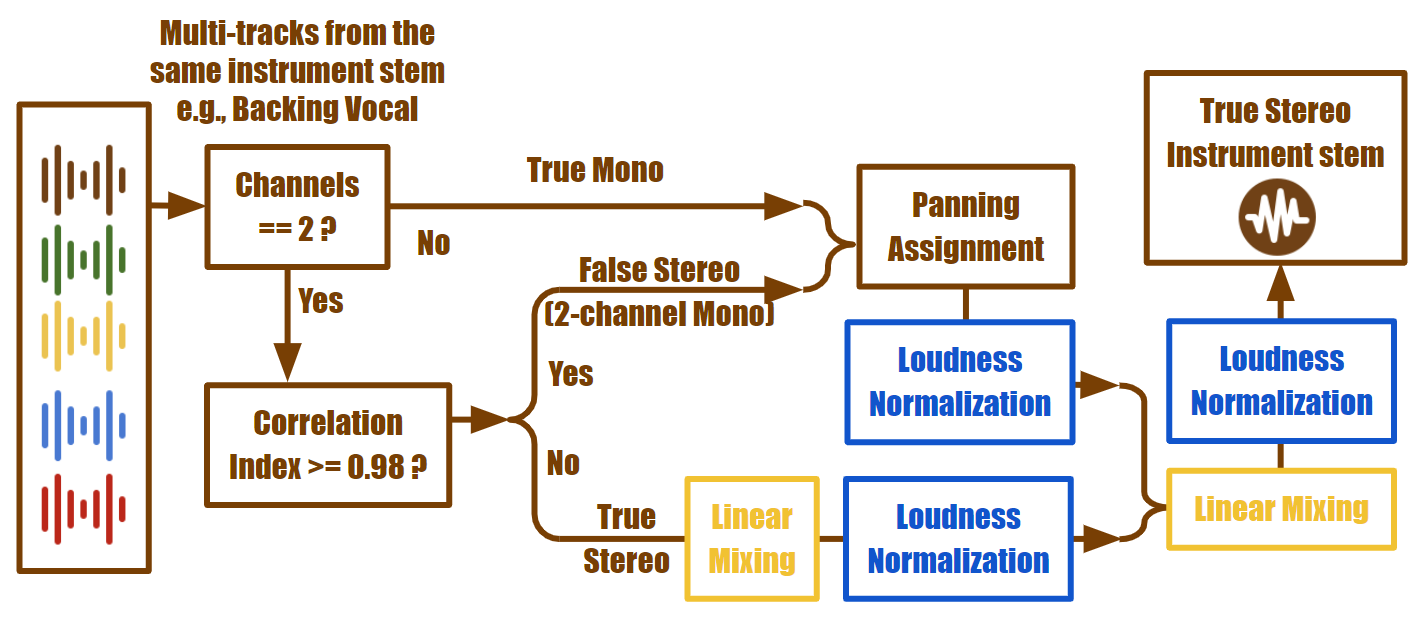 Multi-tracks from the
same instrument stem
e.g., Backing Vocal
Channels
== 2 ?
True Mono
No
Yes
Correlation
Index >= 0.98 ?
False Stereo
(2-channel Mono)
Yes
No
True
Stereo
Linear
Mixing
Loudness
Normalization
Panning
Assignment
Loudness
Normalization
Linear Mixing
Loudness
Normalization
True Stereo
Instrument stem